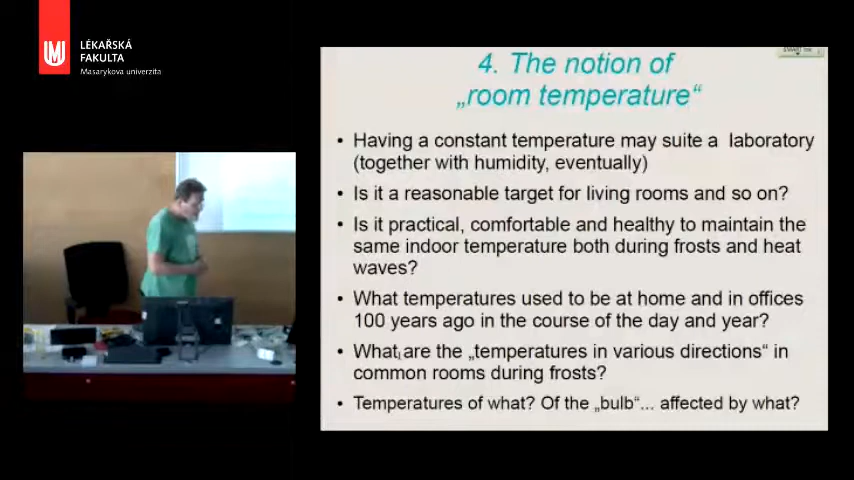 LÉKAŘSKÁ
FAKULTA
Masarykova univerzita
4. The notion of
„room temperature“
• Having a constant temperature may suite a laboratory
(together with humidity, eventually)
• Is it a reasonable target for living rooms and so on?
• Is it practical, comfortable and healthy to maintain the
same indoor temperature both during frosts and heat
waves?
• What temperatures used to be at home and in offices
100 years ago in the course of the day and year?
• What are the „temperatures in various directions“ in
common rooms during frosts?
• Temperatures of what? Of the „bulb“... affected by what?